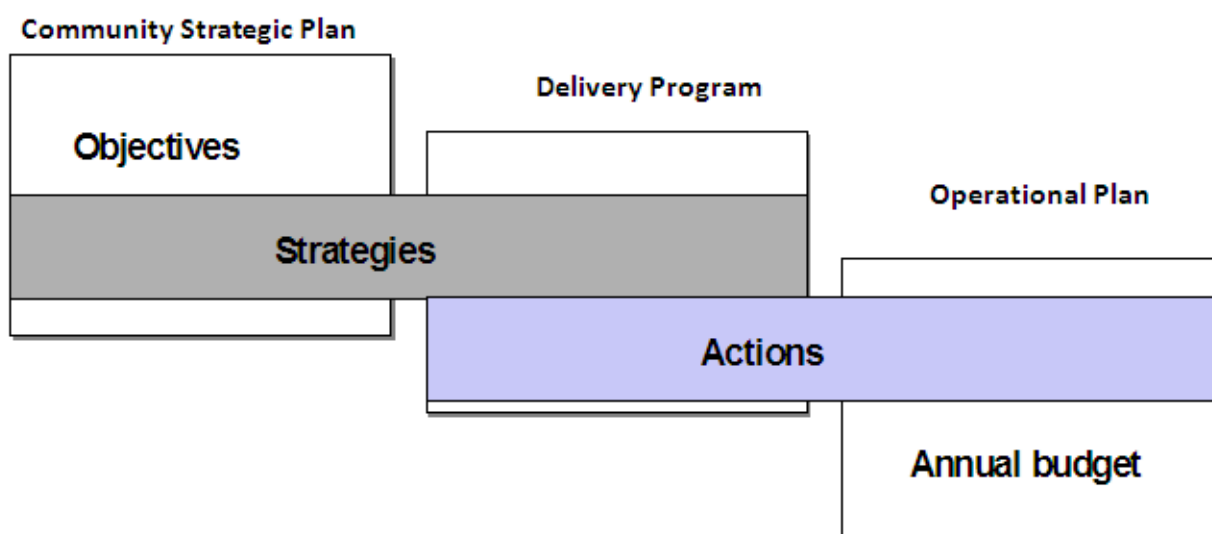 Community Strategic Plan
Delivery Program
Objectives
Operational Plan
Strategies
Actions
Annual budget